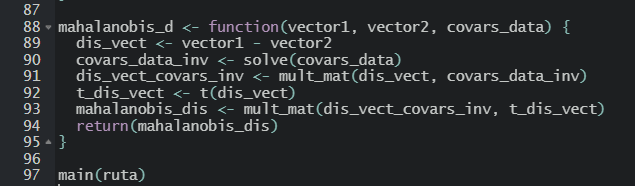 87
88 mahalanobis_d <- function(vector1, vector2, covars_data) {
89   dis_vect <- vector1 - vector2
90   covars_data_inv <- solve(covars_data)
91   dis_vect_covars_inv <- mult_mat(dis_vect, covars_data_inv)
92   t_dis_vect <- t(dis_vect)
93   mahalanobis_dis <- mult_mat(dis_vect_covars_inv, t_dis_vect)
94   return(mahalanobis_dis)
95 }
96
97 main(ruta)